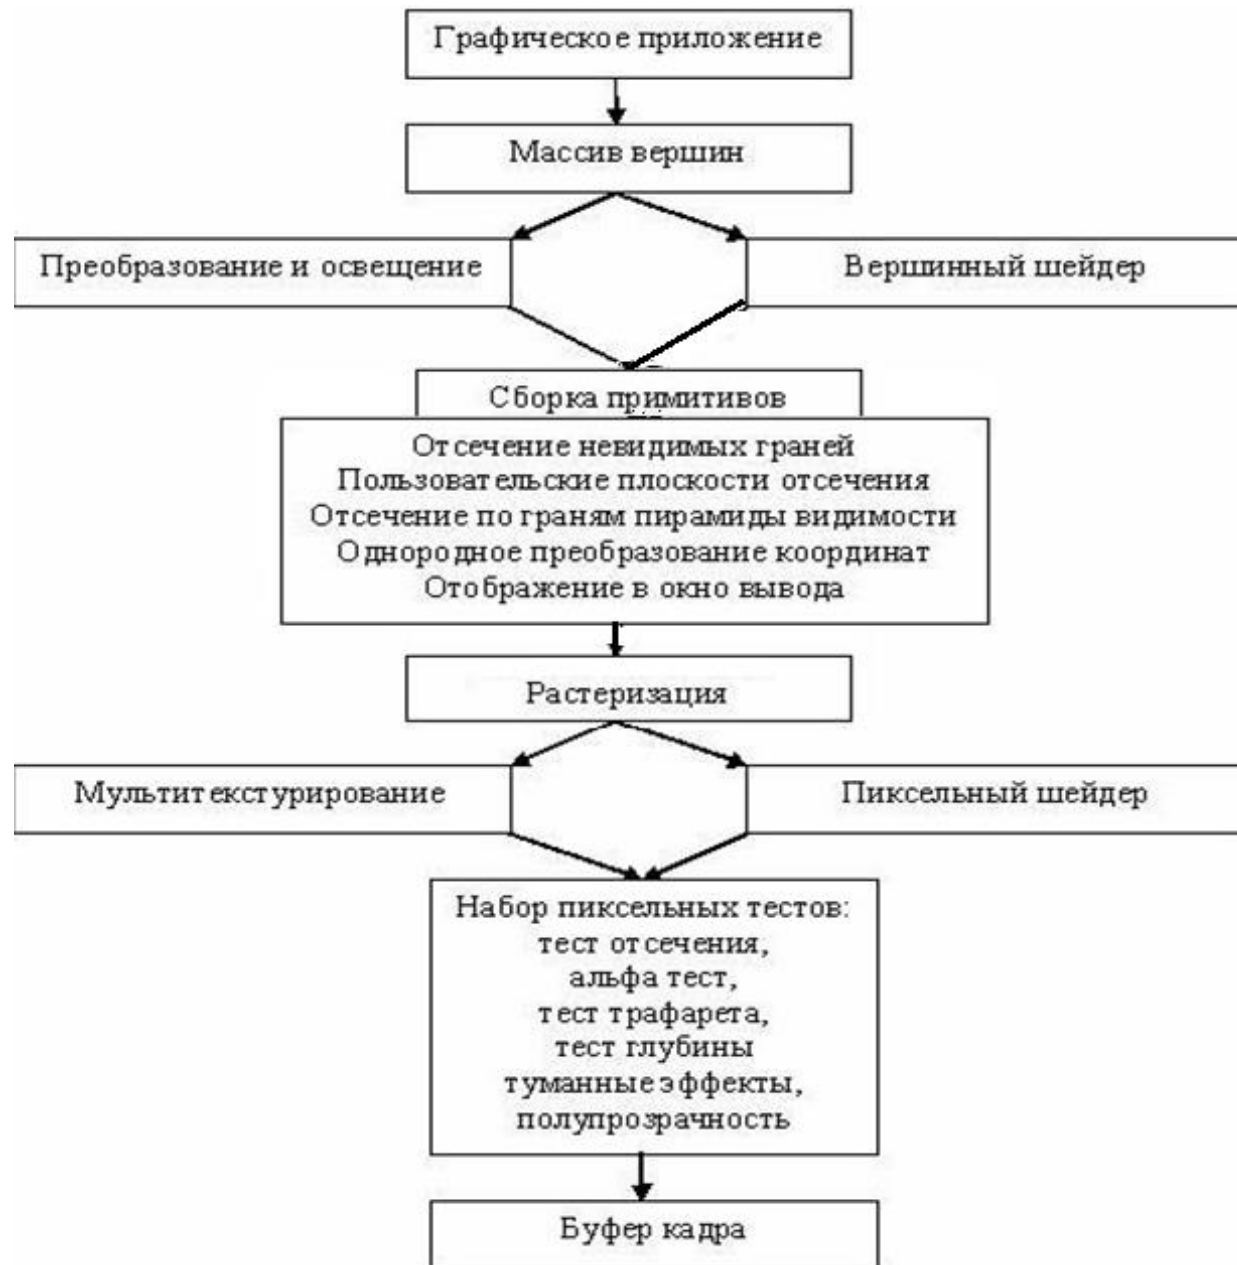 Графическое приложение
Массив вершин
Преобразование и освещение
Вершинный шейдер
Сборка примитивов
Отсечение невидимых граней
Пользовательские плоскости отсечения
Отсечение по граням пирамиды видимости
Однородное преобразование координат
Отображение в окно вывода
Растеризация
Мультитекстурирование
Пиксельный шейдер
Набор пиксельных тестов:
тест отсечения,
альфа тест,
тест трафарета,
тест глубины
туманные эффекты,
полупрозрачность
Буфер кадра